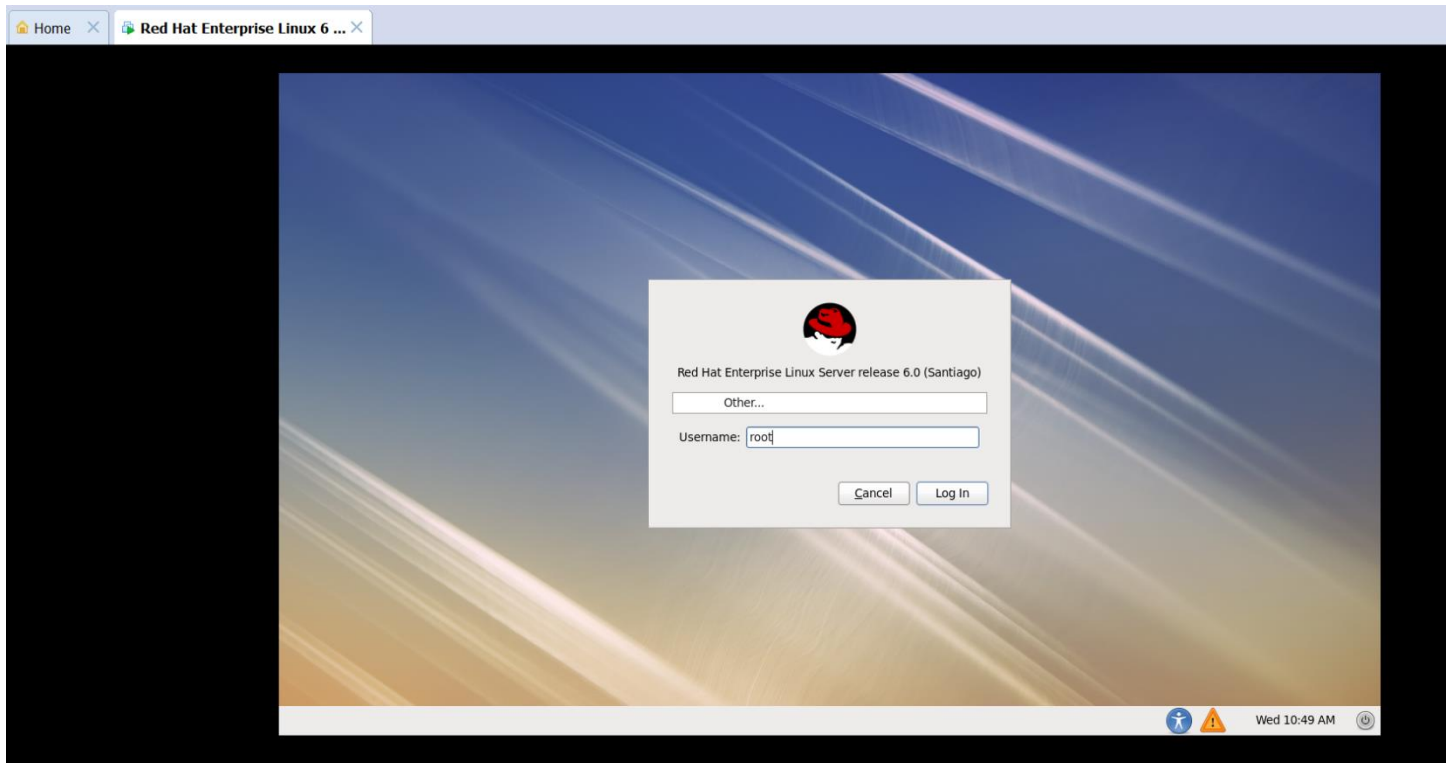 Home
Red Hat Enterprise Linux 6 ...
Red Hat Enterprise Linux Server release 6.0 (Santiago)
Other...
Username: root
Cancel Log In
Wed 10:49 AM